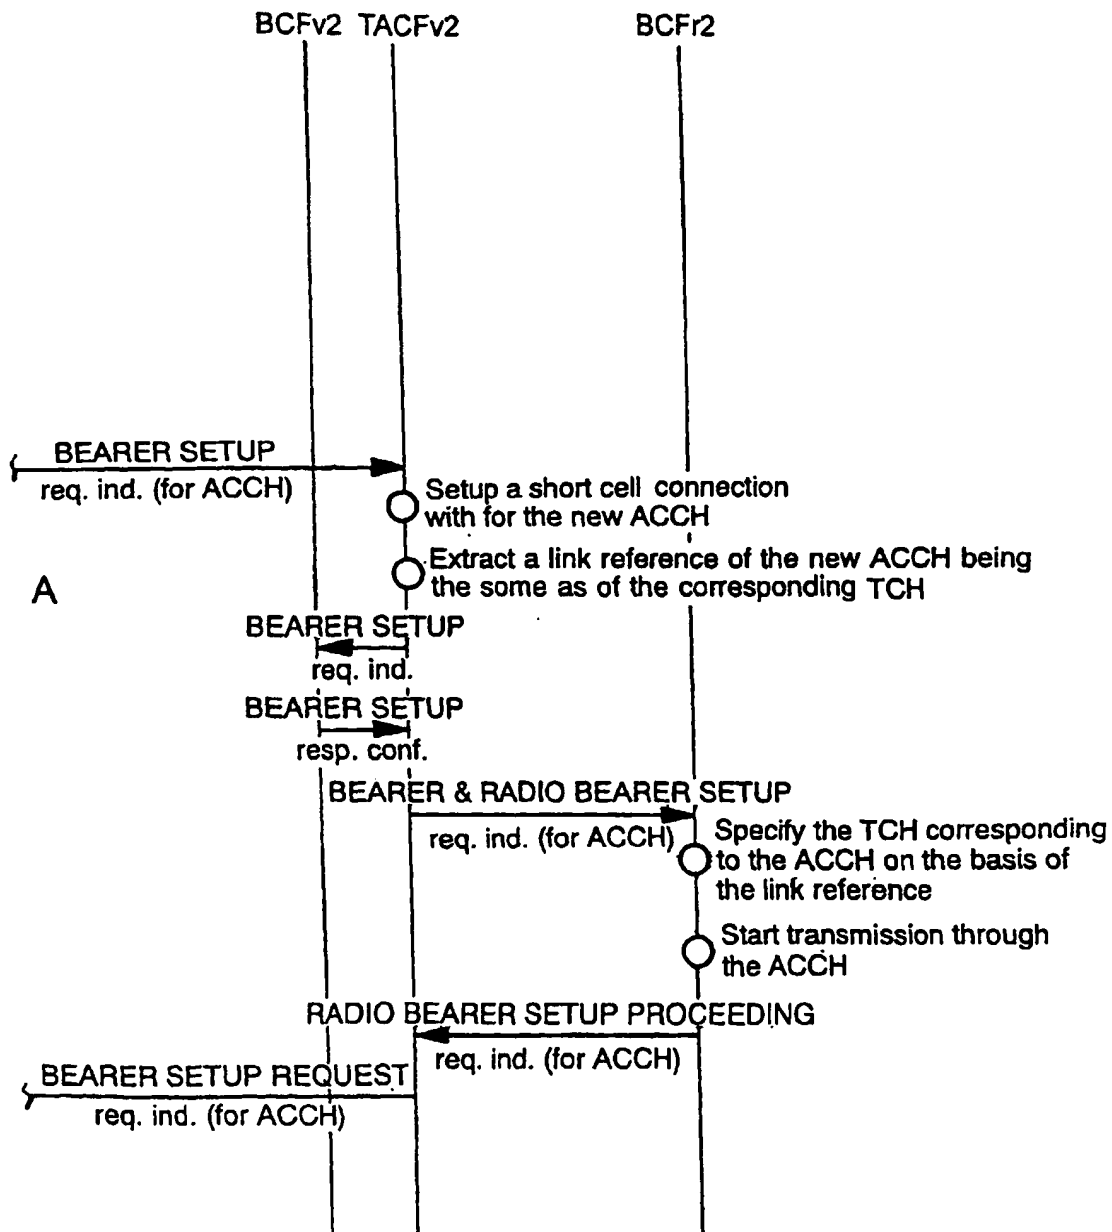 BCFv2 TACFv2 BCFr2
BEARER SETUP
req. ind. (for ACCH)
Setup a short cell connection
with for the new ACCH
Extract a link reference of the new ACCH being
the some as of the corresponding TCH
A
BEARER SETUP
req. ind.
BEARER SETUP
resp. conf.
BEARER & RADIO BEARER SETUP
req. ind. (for ACCH)
Specify the TCH corresponding
to the ACCH on the basis of
the link reference
Start transmission through
the ACCH
RADIO BEARER SETUP PROCEEDING
req. ind. (for ACCH)
BEARER SETUP REQUEST
req. ind. (for ACCH)